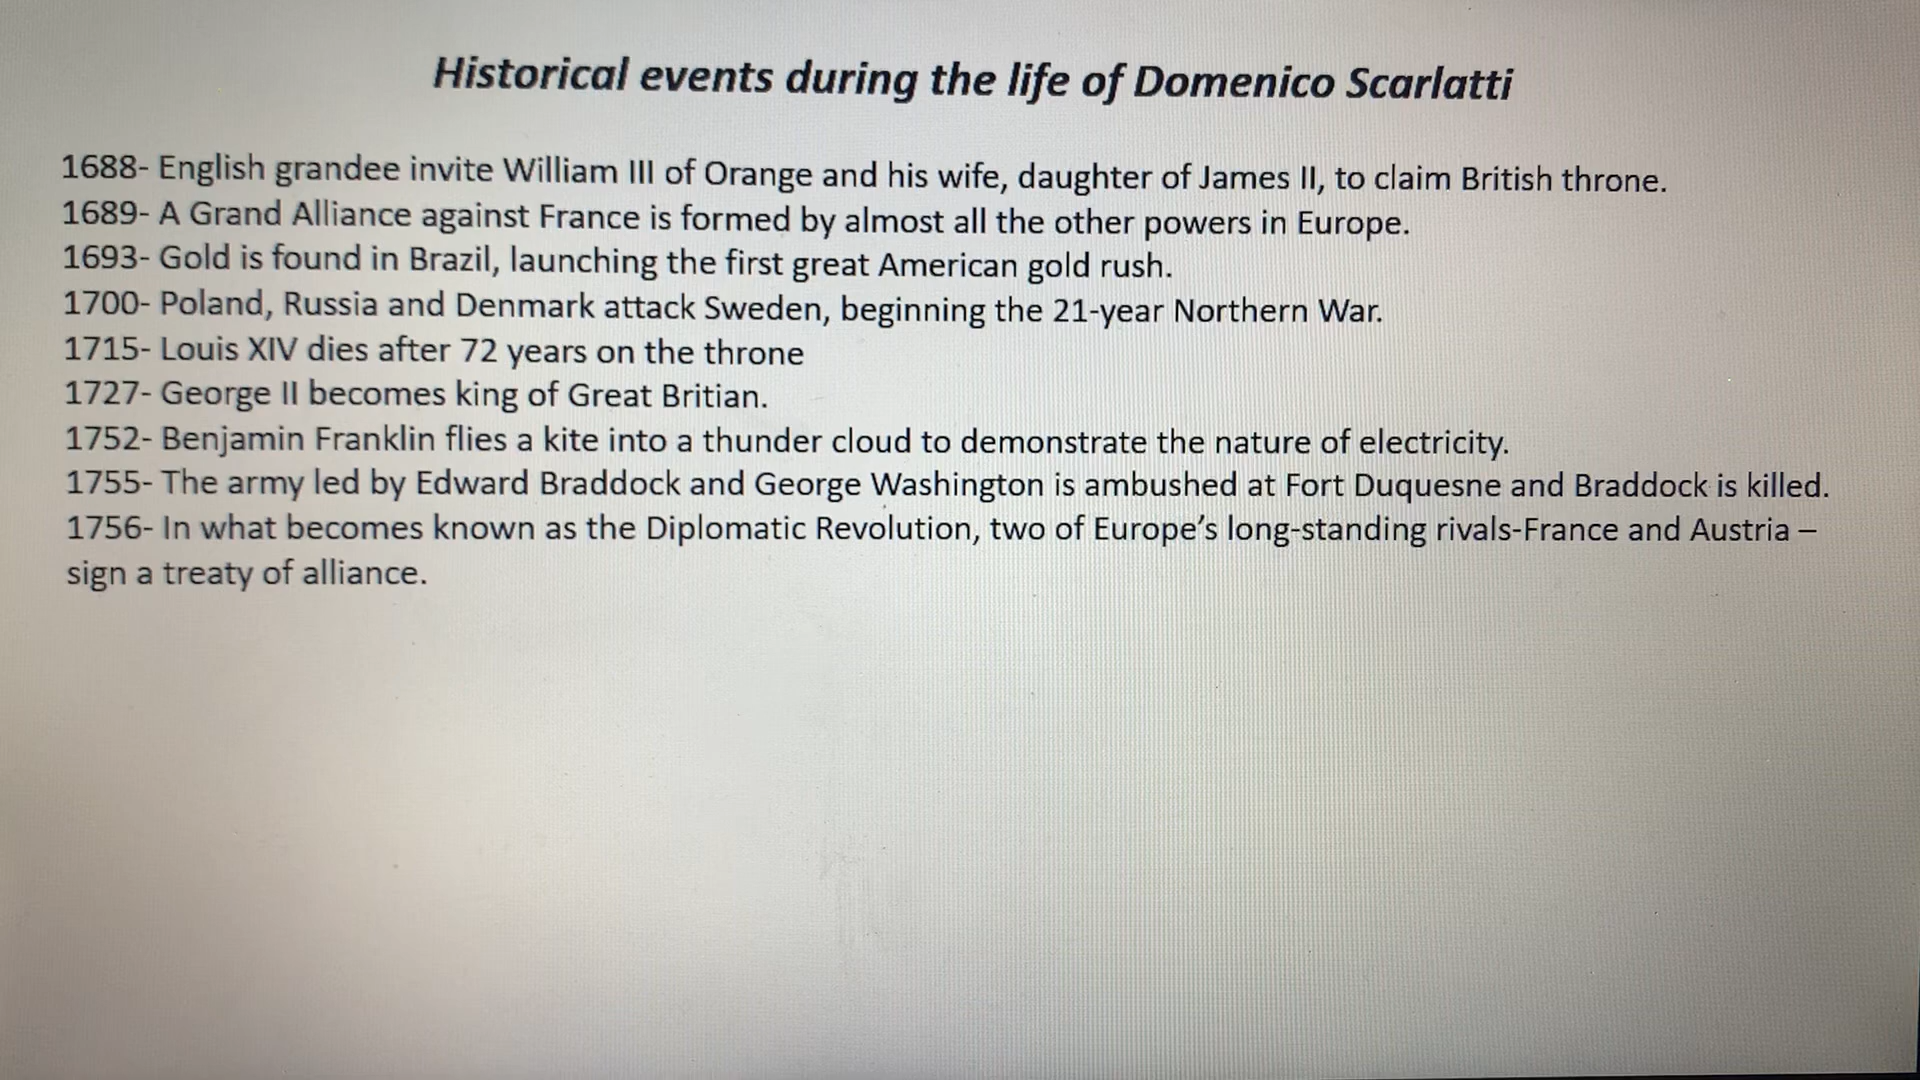 Historical events during the life of Domenico Scarlatti
1688- English grandee invite William III of Orange and his wife, daughter of James II, to claim British throne.
1689- A Grand Alliance against France is formed by almost all the other powers in Europe.
1693- Gold is found in Brazil, launching the first great American gold rush.
1700- Poland, Russia and Denmark attack Sweden, beginning the 21-year Northern War.
1715- Louis XIV dies after 72 years on the throne
1727- George II becomes king of Great Britian.
1752- Benjamin Franklin flies a kite into a thunder cloud to demonstrate the nature of electricity.
1755- The army led by Edward Braddock and George Washington is ambushed at Fort Duquesne and Braddock is killed.
1756- In what becomes known as the Diplomatic Revolution, two of Europe’s long-standing rivals-France and Austria –
sign a treaty of alliance.